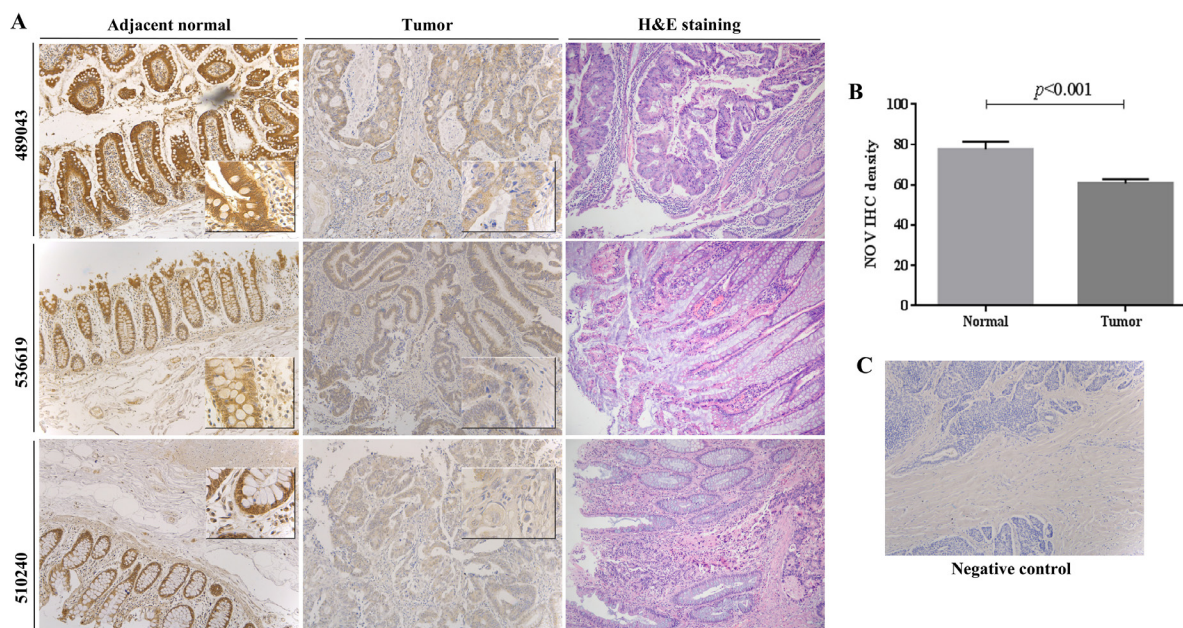 A
Adjacent normal
Tumor
H&E staining
489043
536619
510240
B
p<0.001
NOV IHC density
100
80
60
40
20
0
Normal
Tumor
C
Negative control